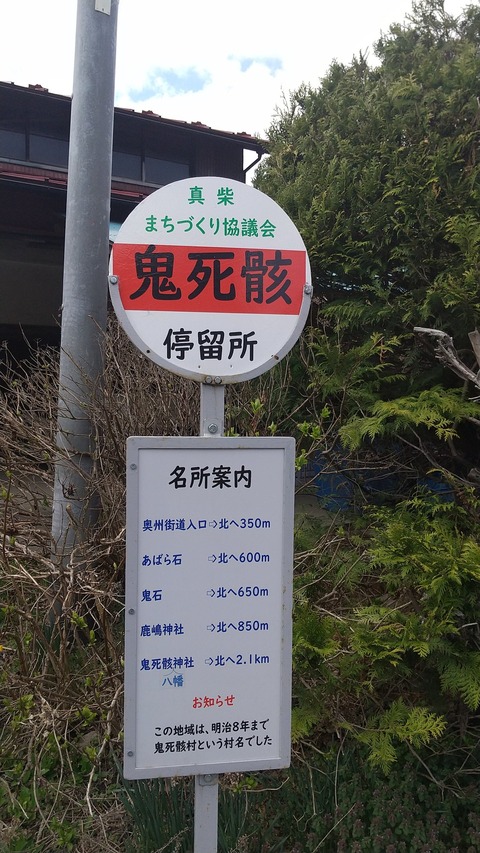 真柴
まちづくり協議会
鬼死骸
停留所
名所案内
奥州街道入口⇨北へ350m
あばら石 ⇨北へ600m
鬼石 ⇨北へ650m
鹿嶋神社 ⇨北へ850m
鬼死骸神社 ⇨北へ2.1km
八幡
お知らせ
この地域は、明治8年まで
鬼死骸村という村名でした